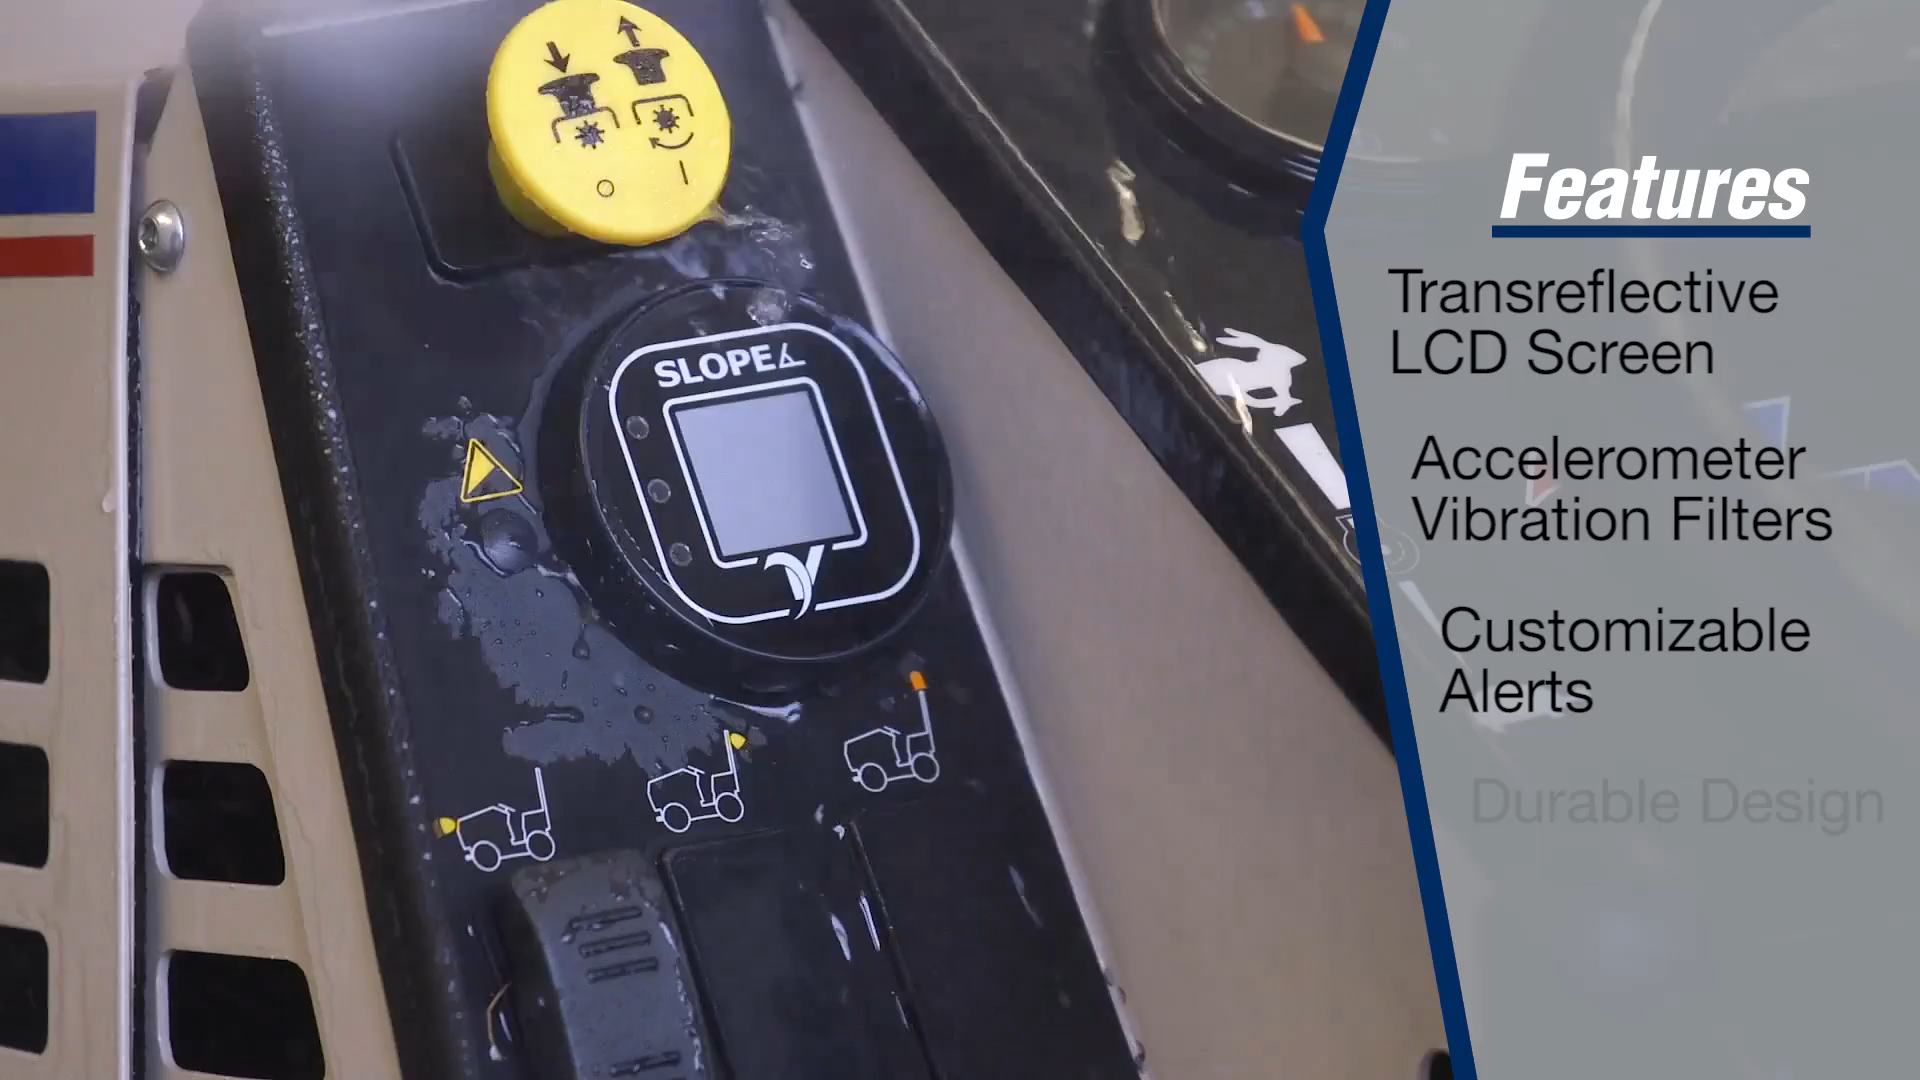 SLOPE
Features
Transreflective
LCD Screen
Accelerometer
Vibration Filters
Customizable
Alerts
Durable Design